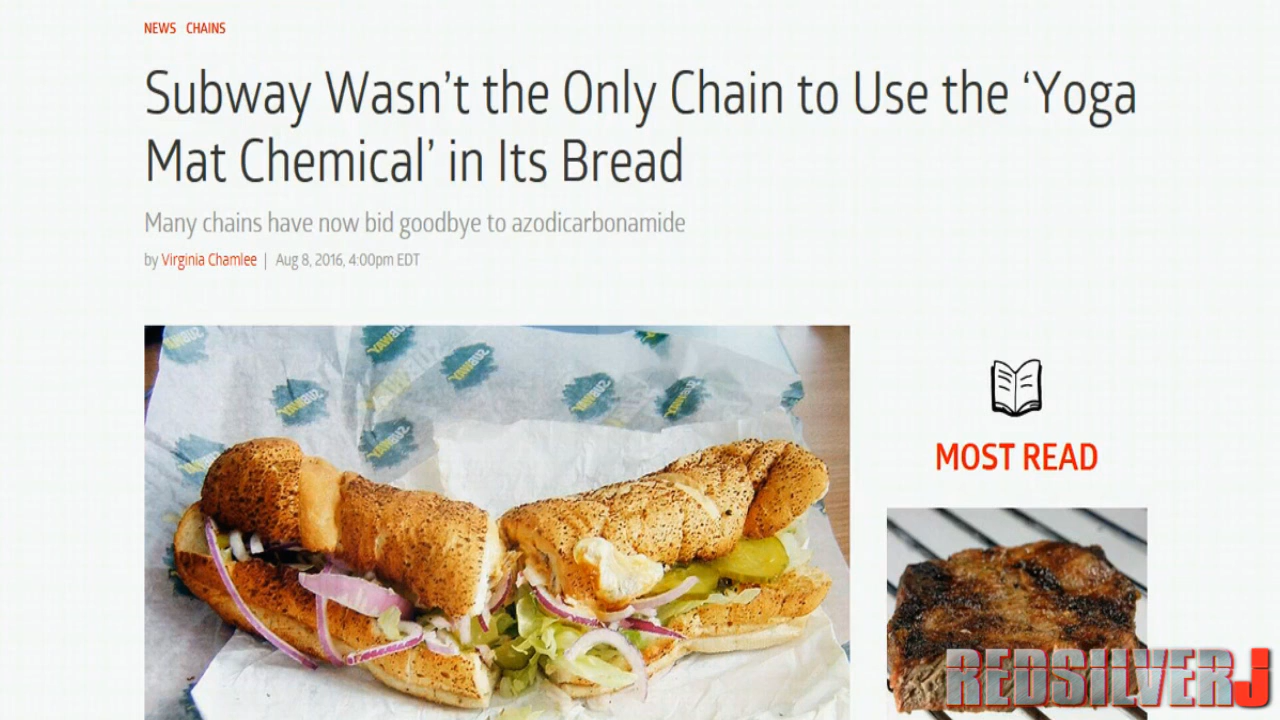 NEWS CHAINS
Subway Wasn't the Only Chain to Use the ‘Yoga
Mat Chemical’ in Its Bread
Many chains have now bid goodbye to azodicarbonamide
by Virginia Chamlee | Aug 8, 2016, 4:00pm EDT
SUBWAY
MOST READ
REDSILVERJ